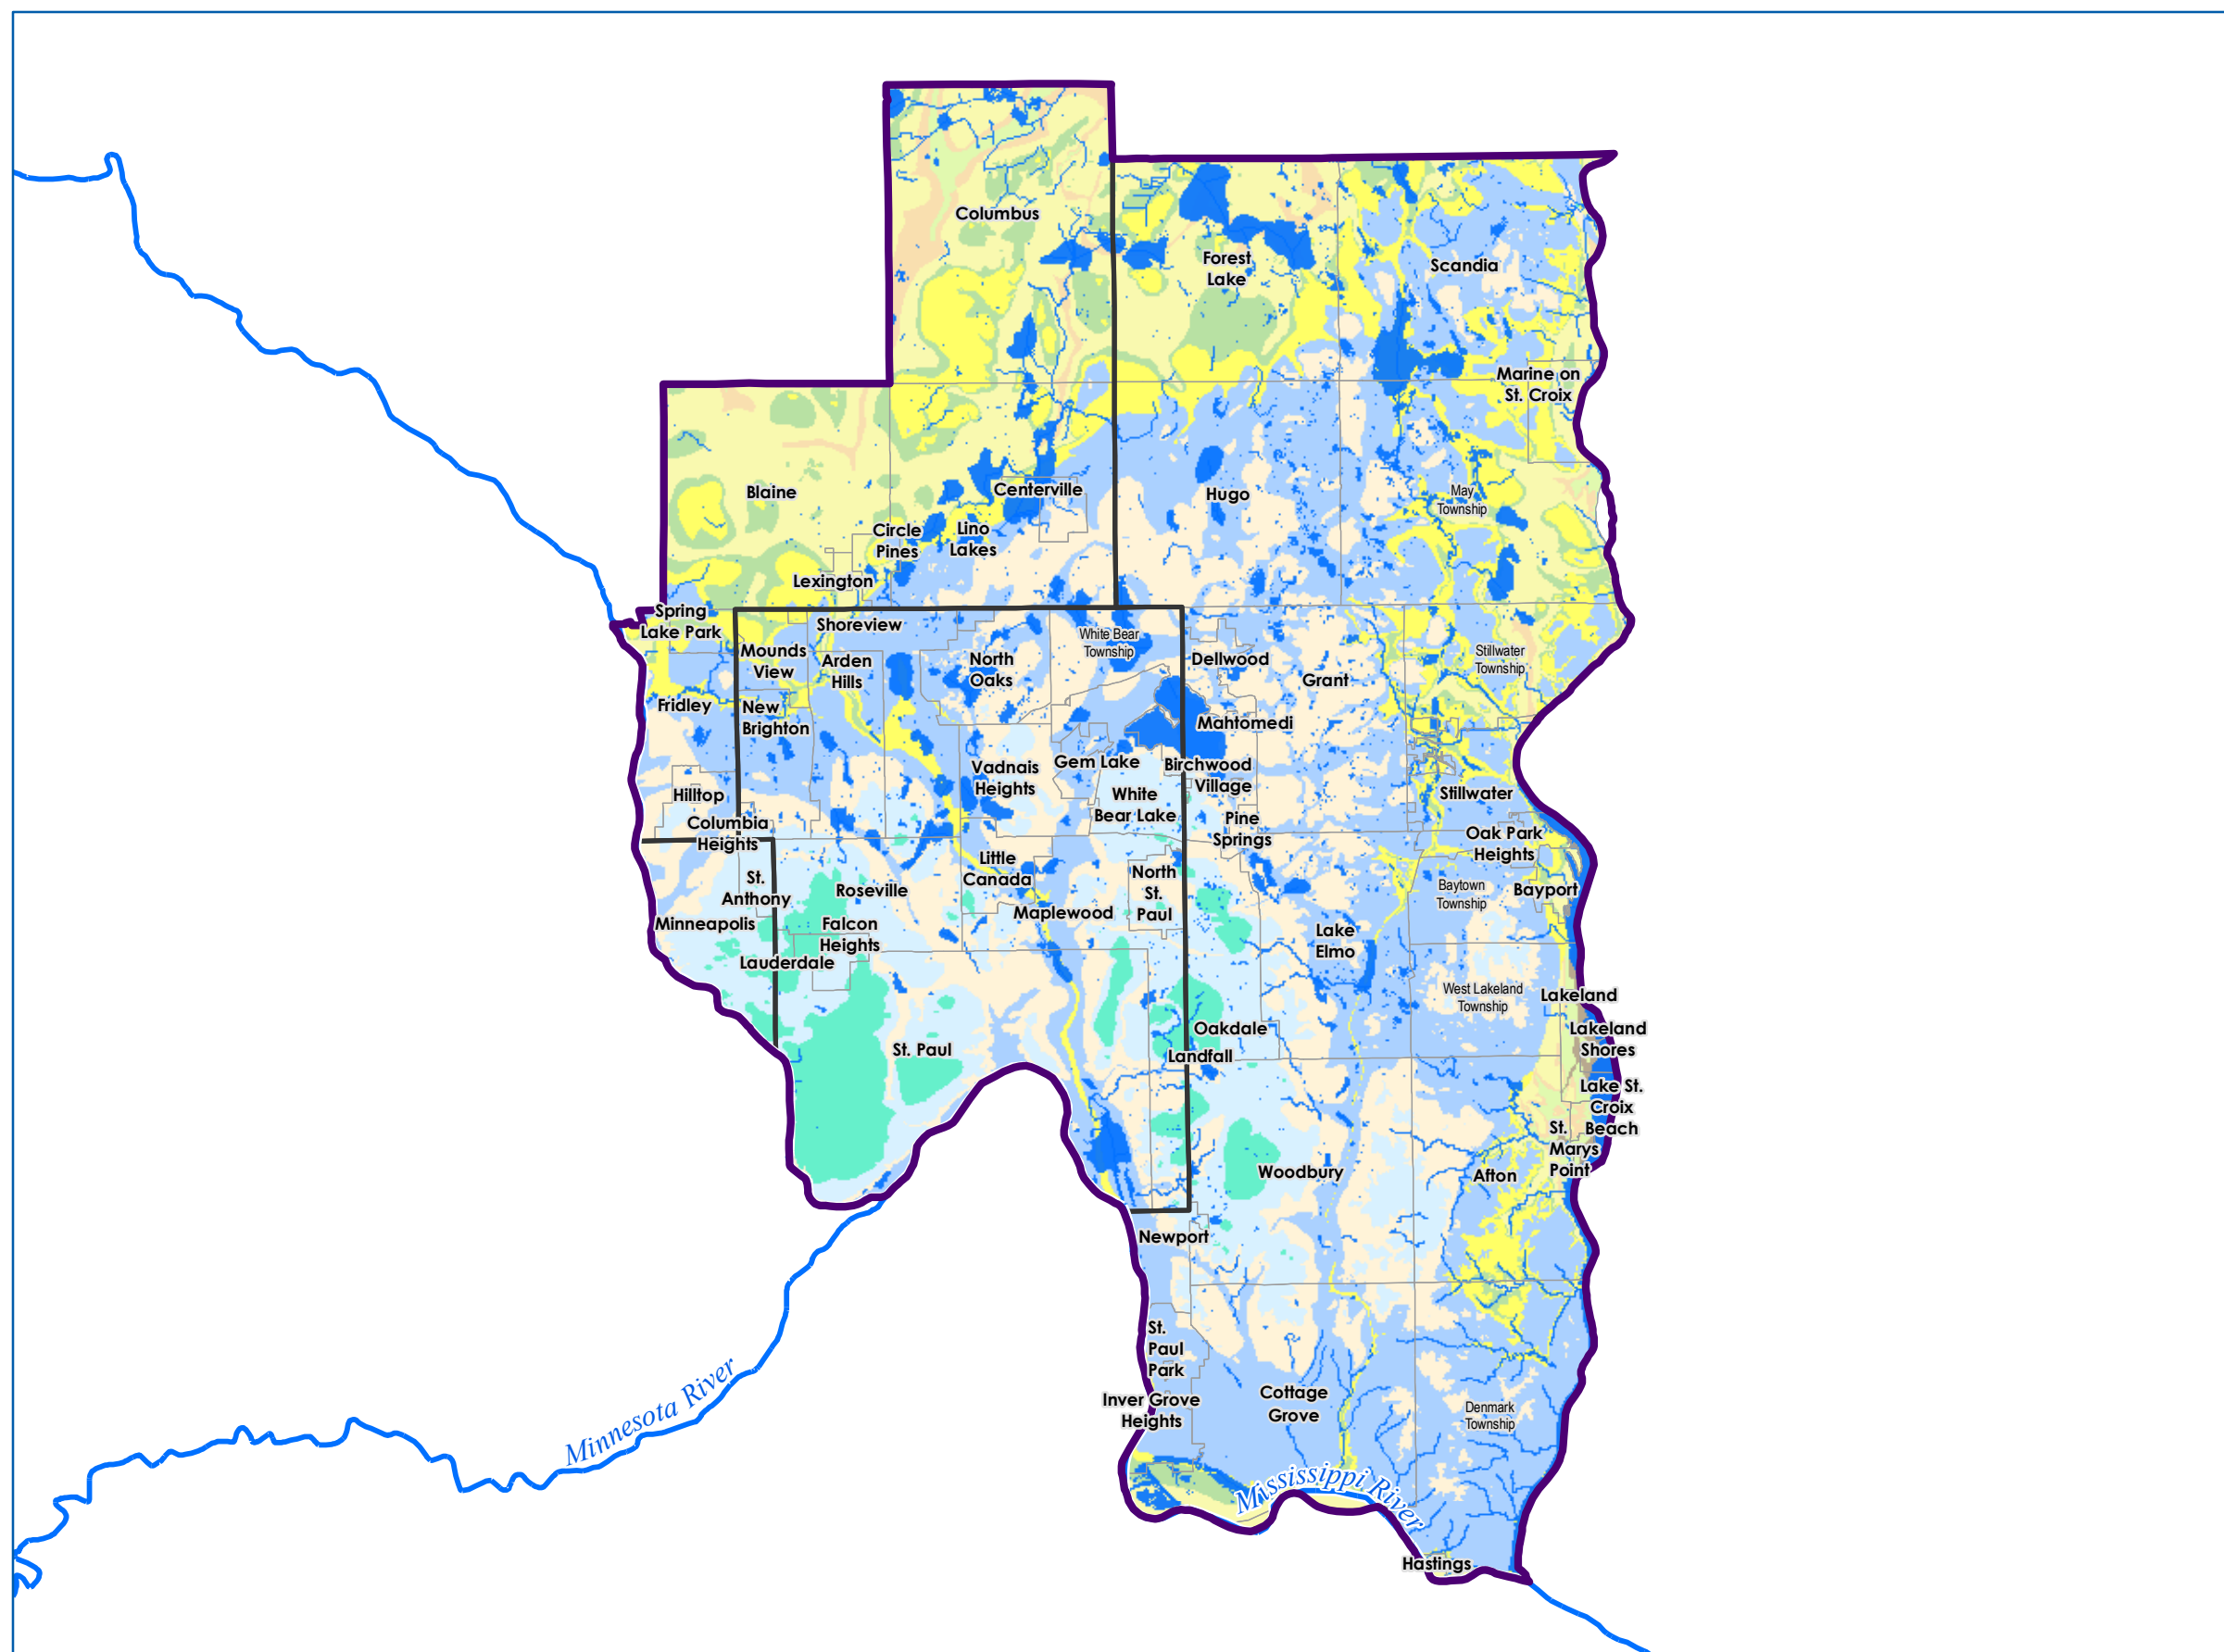 Columbus
Forest
Lake
Scandia
Marine on
St. Croix
Blaine
Centerville
Hugo
May
Township
Circle
Pines
Lino
Lakes
Lexington
Spring
Lake Park
Shoreview
White Bear
Township
Mounds
View
Arden
Hills
North
Oaks
Dellwood
Grant
Stillwater
Township
Fridley
New
Brighton
Mahtomedi
Gem Lake
Birchwood
Village
Vadnais
Heights
Hilltop
White
Bear Lake
Stillwater
Columbia
Heights
Pine
Springs
Oak Park
Heights
Little
Canada
St.
Anthony
Roseville
North
St.
Paul
Baytown
Township
Bayport
Maplewood
Minneapolis
Falcon
Heights
Lake
Elmo
Lauderdale
West Lakeland
Township
Lakeland
Oakdale
Lakeland
Shores
St. Paul
Landfall
Lake St.
Croix
Beach
St.
Marys
Point
Woodbury
Afton
Newport
St.
Paul
Park
Inver Grove
Heights
Cottage
Grove
Denmark
Township
Minnesota River
Mississippi River
Hastings